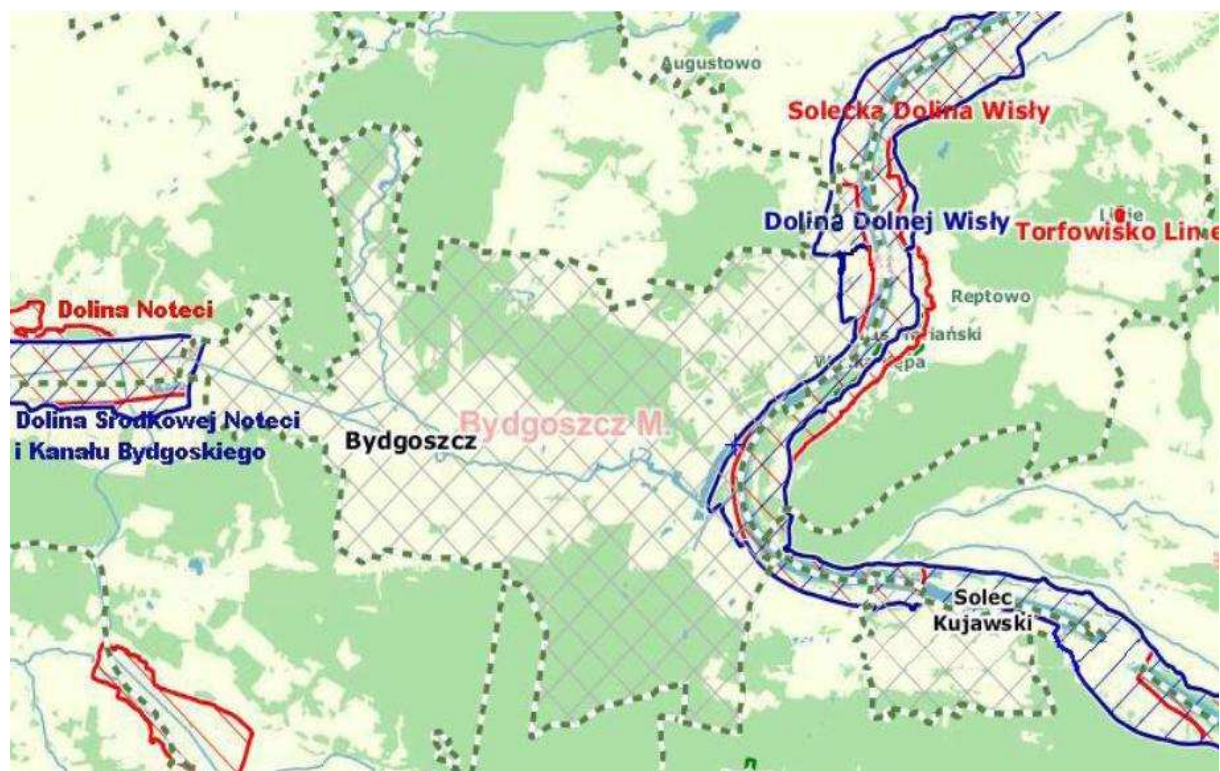 Augustowo
Solecka Dolina Wisły
Dolina Dolnej Wisły
Torfowisko Linie
Reptowo
Dolina Noteci
Dolina Środkowej Noteci
i Kanału Bydgoskiego
Bydgoszcz M.
Bydgoszcz
Solec
Kujawski